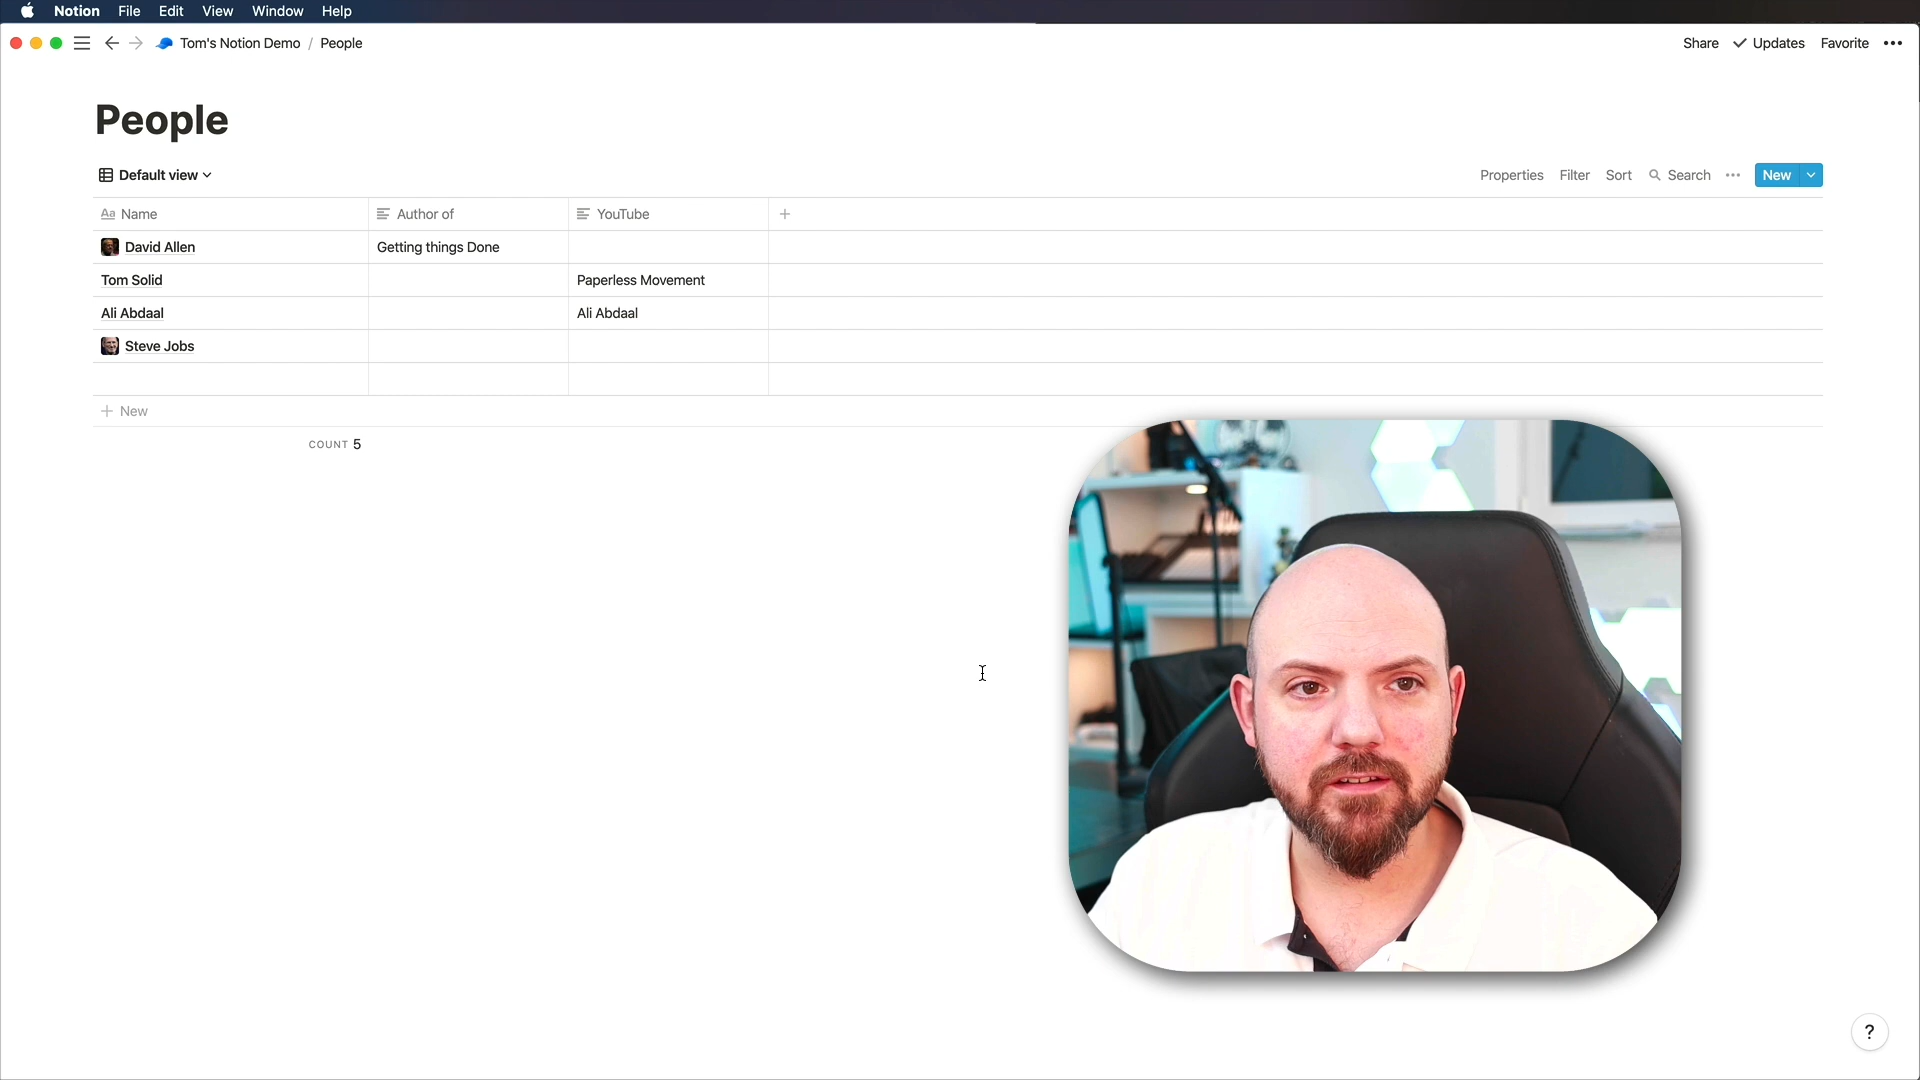 Notion File Edit View Window Help
Tom's Notion Demo / People Share Updates Favorite
People
Default view Properties Filter Sort Search New
Aa Name Author of YouTube
David Allen Getting things Done
Tom Solid Paperless Movement
Ali Abdaal Ali Abdaal
Steve Jobs
New
COUNT 5
?